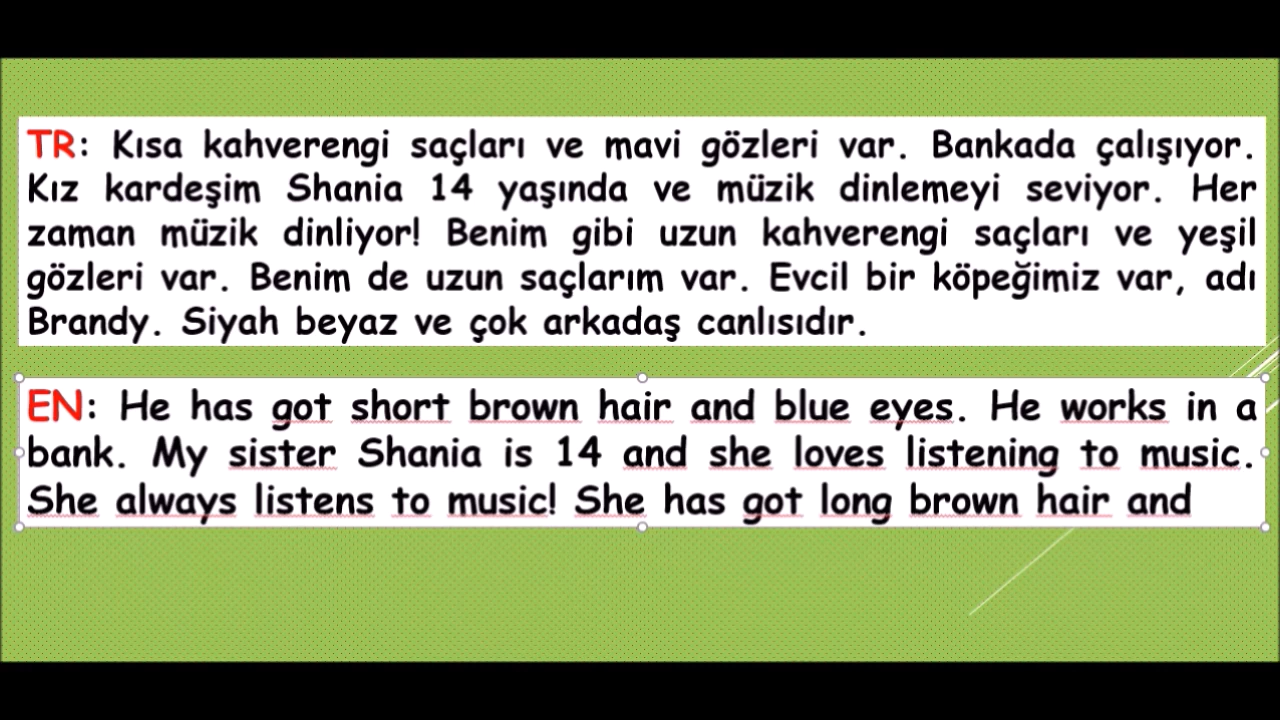 TR: Kısa kahverengi saçları ve mavi gözleri var. Bankada çalışıyor.
Kız kardeşim Shania 14 yaşında ve müzik dinlemeyi seviyor. Her
zaman müzik dinliyor! Benim gibi uzun kahverengi saçları ve yeşil
gözleri var. Benim de uzun saçlarım var. Evcil bir köpeğimiz var, adı
Brandy. Siyah beyaz ve çok arkadaş canlısıdır.
EN: He has got short brown hair and blue eyes. He works in a
bank. My sister Shania is 14 and she loves listening to music.
She always listens to music! She has got long brown hair and